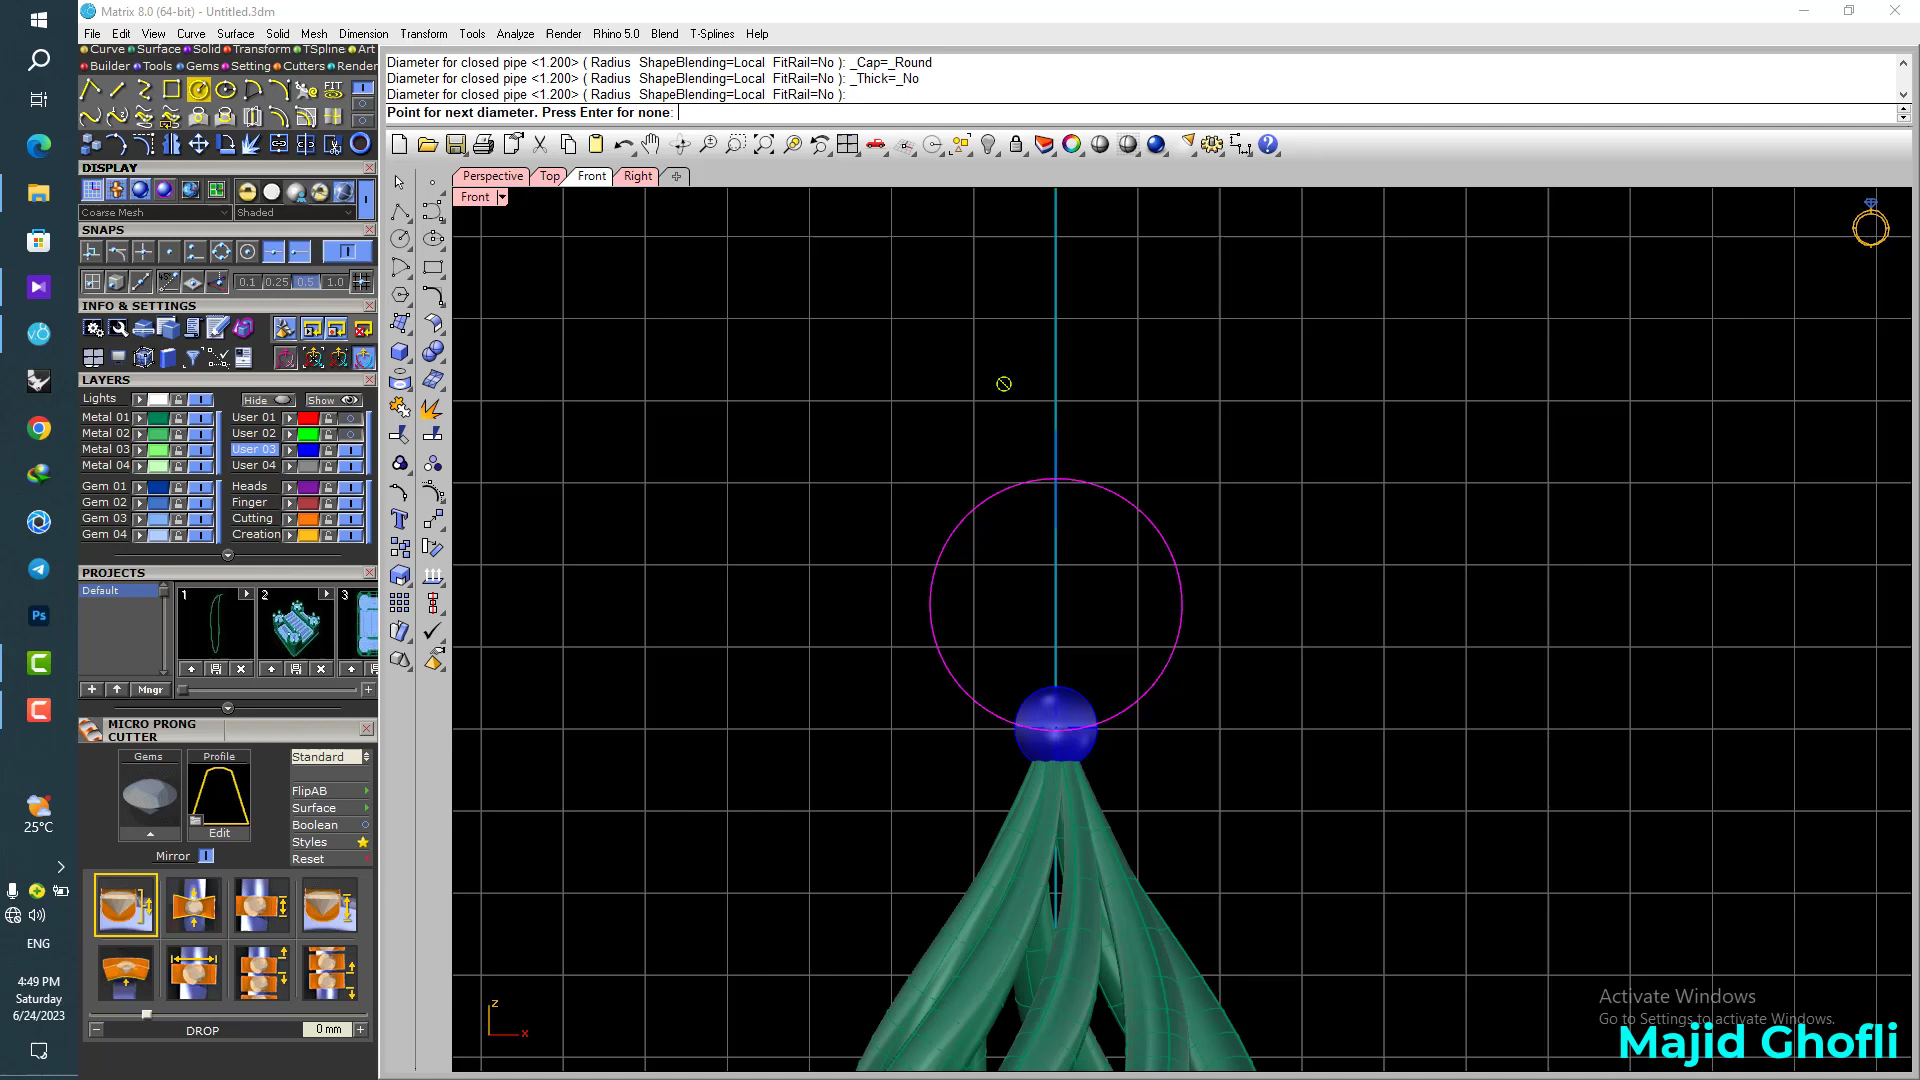 Matrix 8.0 (64-bit) - Untitled.3dm
File Edit View Curve Surface Solid Mesh Dimension Transform Tools Analyze Render Rhino 5.0 Blend T-Splines Help
Curve Surface Solid Transform TSpline Art
Builder Tools Gems Setting Cutters Render
Diameter for closed pipe <1.200> ( Radius ShapeBlending=Local FitRail=No ): _Cap=_Round
Diameter for closed pipe <1.200> ( Radius ShapeBlending=Local FitRail=No ): _Thick=_No
Diameter for closed pipe <1.200> ( Radius ShapeBlending=Local FitRail=No ):
Point for next diameter. Press Enter for none:
FIT
DISPLAY
Coarse Mesh Shaded
Perspective Top Front Right
Front
SNAPS
0.1 0.25 0.5 1.0
INFO & SETTINGS
LAYERS
Lights Hide Show
Metal 01 User 01
Metal 02 User 02
Metal 03 User 03
Metal 04 User 04
Gem 01 Heads
Gem 02 Finger
Gem 03 Cutting
Gem 04 Creation
PROJECTS
Default 1 2 3
Mngr
MICRO PRONG
CUTTER
Gems Profile Standard
FlipAB
Surface
Boolean
Edit
Styles
Mirror
Reset
DROP 0 mm
25°C
ENG
4:49 PM
Saturday
6/24/2023
Ps
z
x
Activate Windows
Go to Settings to activate Windows.
Majid Ghofli